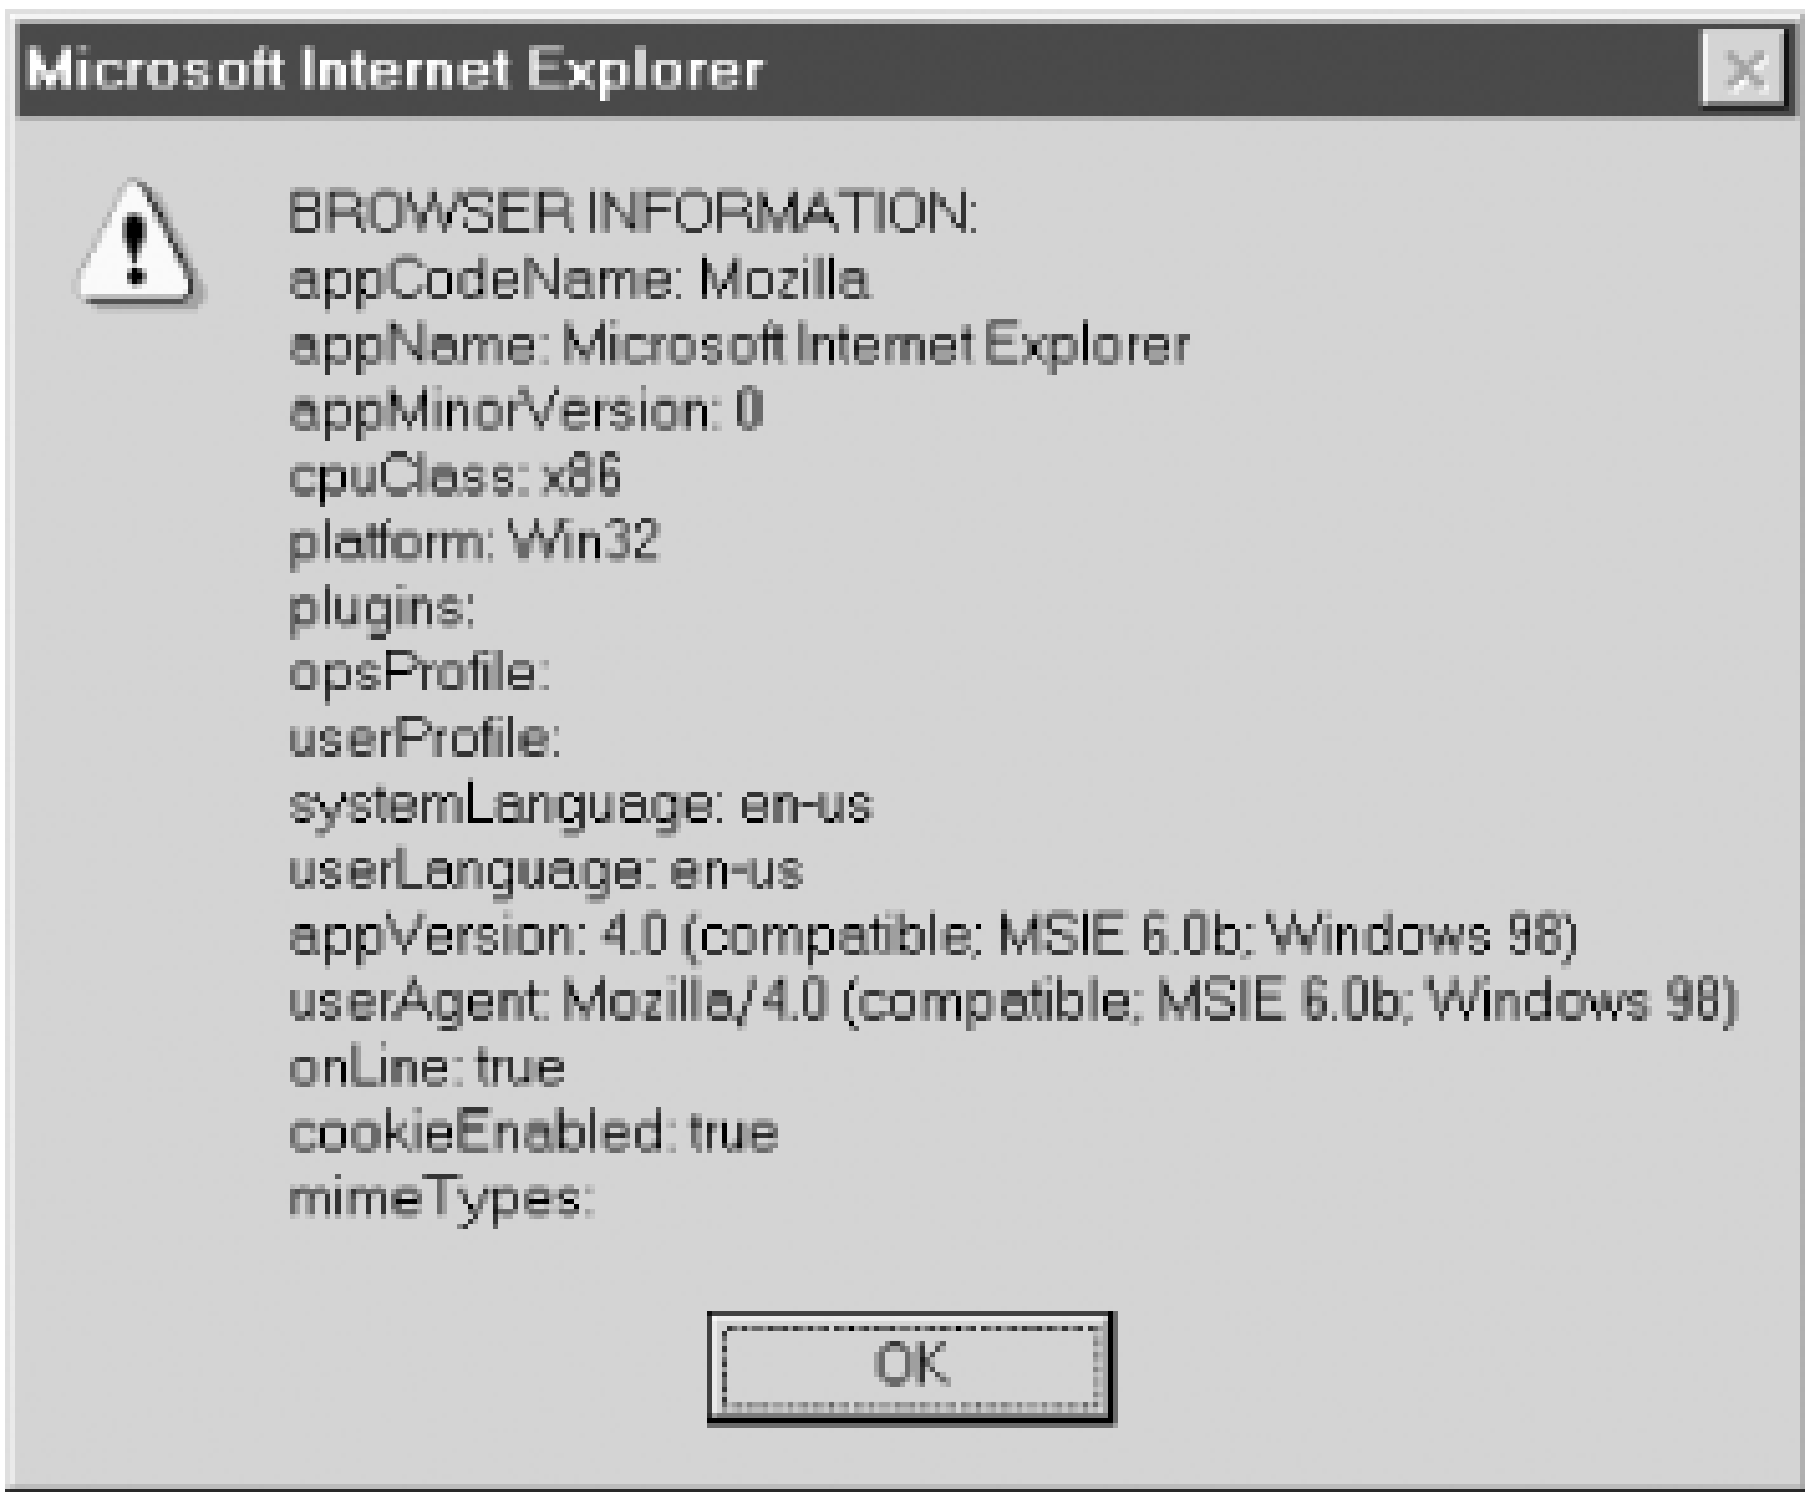 Microsoft Internet Explorer
BROWSER INFORMATION:
appCodeName: Mozilla
appName: Microsoft Internet Explorer
appMinorVersion: 0
cpuClass: x86
platform: Win32
plugins:
opsProfile:
userProfile:
systemLanguage: en-us
userLanguage: en-us
appVersion: 4.0 (compatible; MSIE 6.0b; Windows 98)
userAgent: Mozilla/4.0 (compatible; MSIE 6.0b; Windows 98)
onLine: true
cookieEnabled: true
mimeTypes:
OK